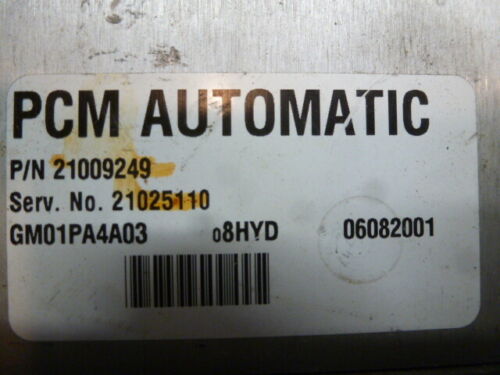 PCM AUTOMATIC
P/N 21009249
Serv. No. 21025110
GM01PA4A03 08HYD 06082001